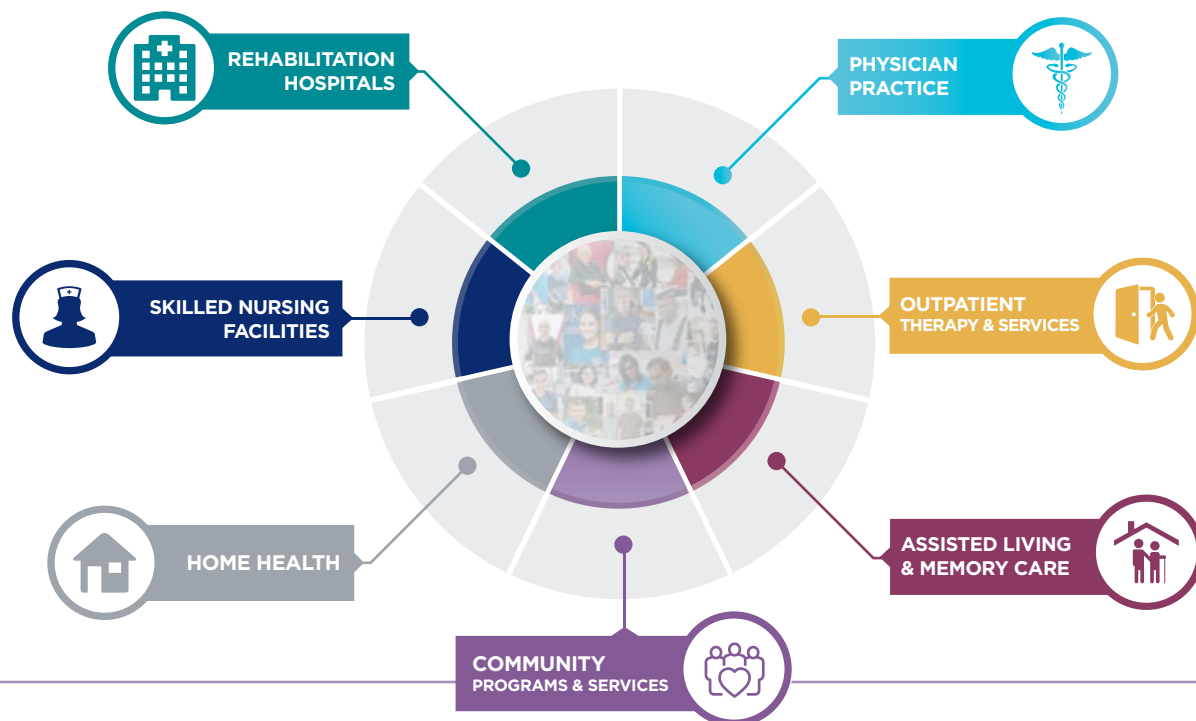 REHABILITATION
HOSPITALS
PHYSICIAN
PRACTICE
SKILLED NURSING
FACILITIES
OUTPATIENT
THERAPY & SERVICES
HOME HEALTH
ASSISTED LIVING
& MEMORY CARE
COMMUNITY
PROGRAMS & SERVICES